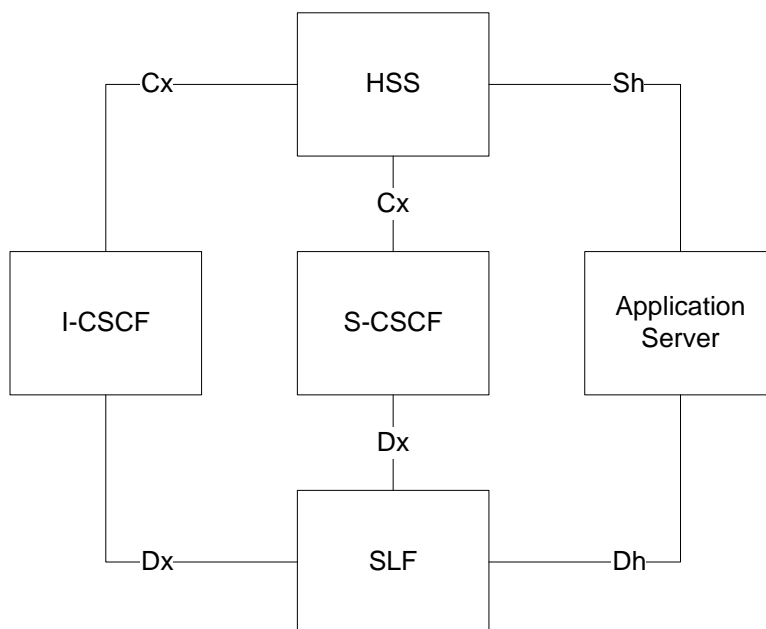 Cx
HSS
Sh
Cx
I-CSCF
S-CSCF
Application
Server
Dx
Dx
SLF
Dh